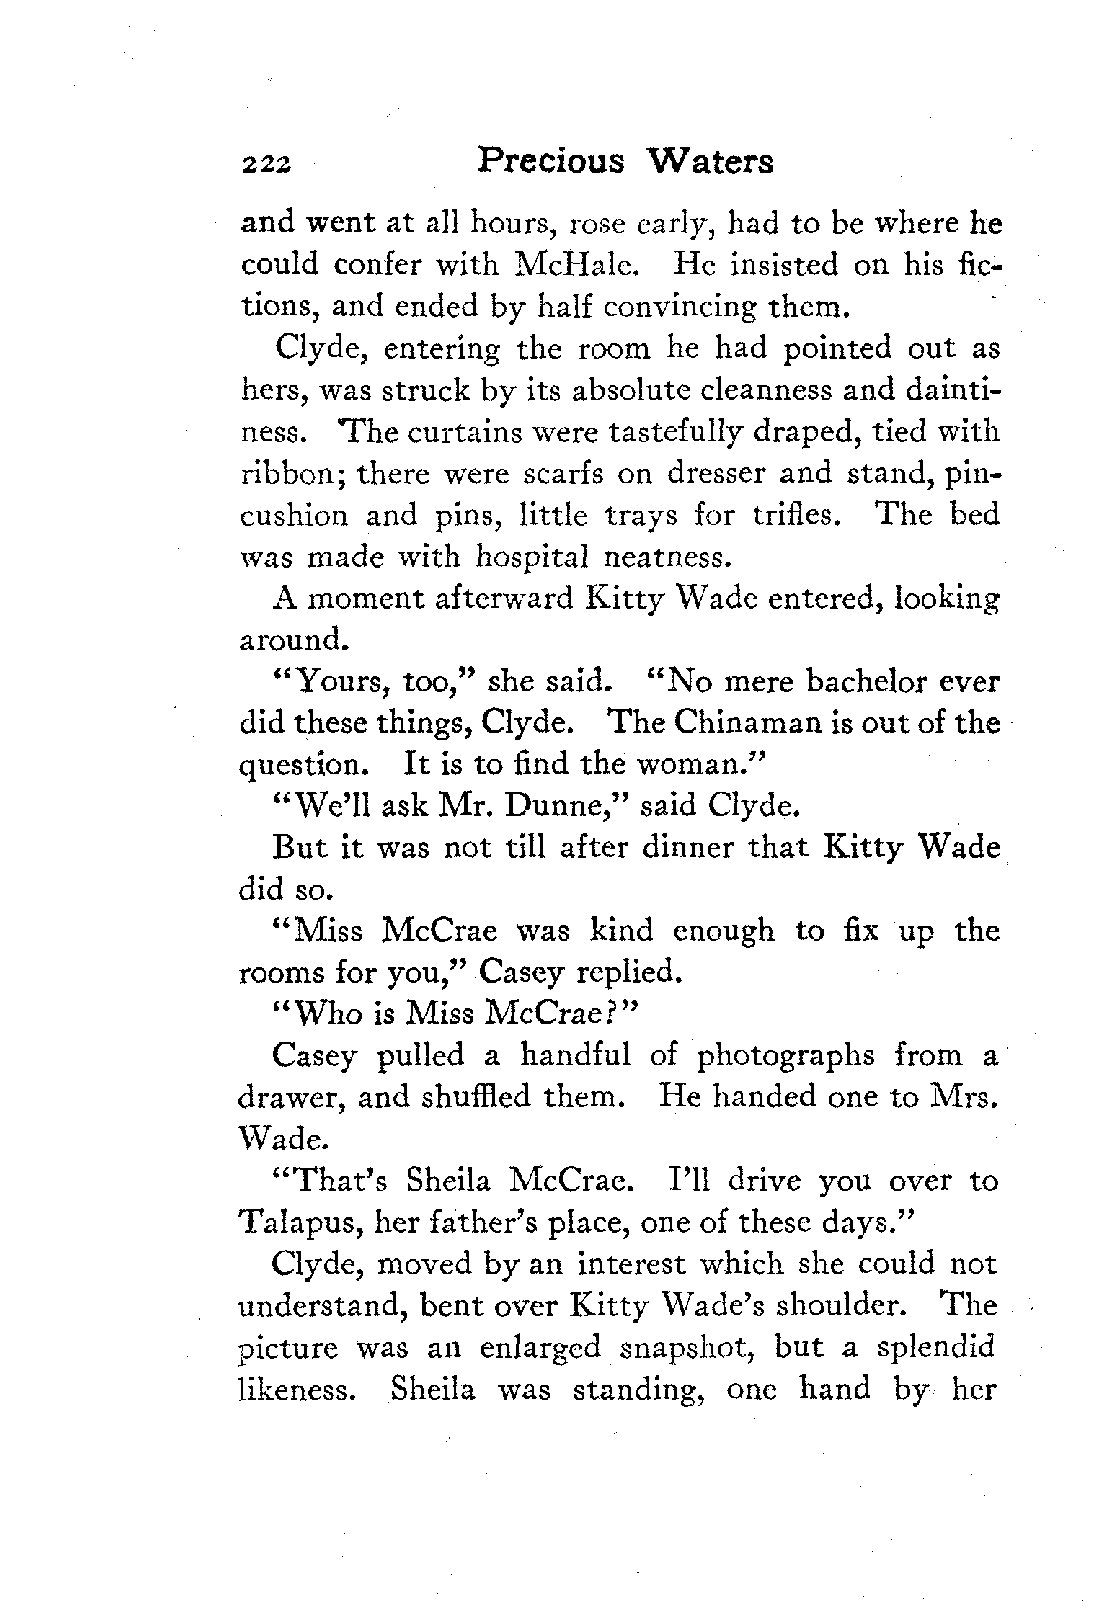 222 Precious Waters
and went at all hours, rose early, had to be where he
could confer with McHale. He insisted on his fic-
tions, and ended by half convincing them.
Clyde, entering the room he had pointed out as
hers, was struck by its absolute cleanness and dainti-
ness. The curtains were tastefully draped, tied with
ribbon; there were scarfs on dresser and stand, pin-
cushion and pins, little trays for trifles. The bed
was made with hospital neatness.
A moment afterward Kitty Wade entered, looking
around.
"Yours, too," she said. "No mere bachelor ever
did these things, Clyde. The Chinaman is out of the
question. It is to find the woman."
"We'll ask Mr. Dunne," said Clyde.
But it was not till after dinner that Kitty Wade
did so.
"Miss McCrae was kind enough to fix up the
rooms for you," Casey replied.
"Who is Miss McCrae?"
Casey pulled a handful of photographs from a
drawer, and shuffled them. He handed one to Mrs.
Wade.
"That's Sheila McCrae. I'll drive you over to
Talapus, her father's place, one of these days."
Clyde, moved by an interest which she could not
understand, bent over Kitty Wade's shoulder. The
picture was an enlarged snapshot, but a splendid
likeness. Sheila was standing, one hand by her